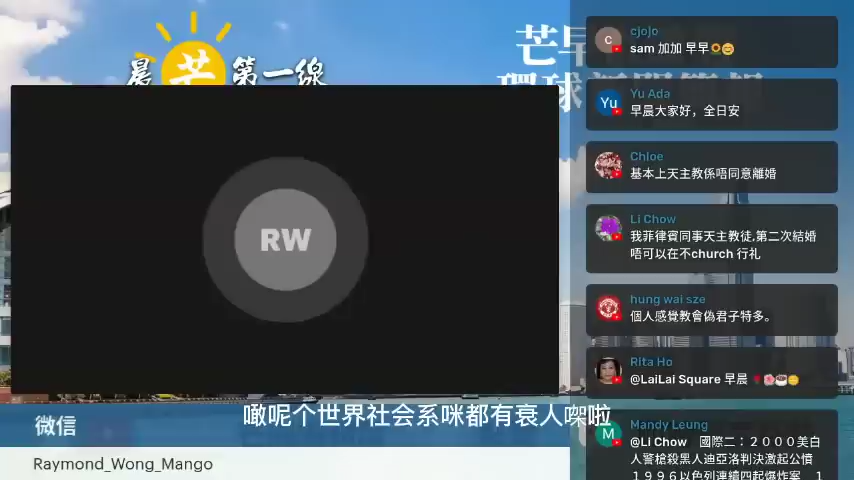 晨芒第一線
芒早
環球
RW
噉呢个世界社会系咪都有衰人㗎啦
微信
Raymond_Wong_Mango
cjojo
sam 加加 早早🌻😊
Yu Ada
早晨大家好，全日安
Chloe
基本上天主教係唔同意離婚
Li Chow
我菲律賓同事天主教徒,第二次結婚
唔可以在不church 行礼
hung wai sze
個人感覺教會偽君子特多。
Rita Ho
@LaiLai Square 早晨 🌹🌸🍰😊
Mandy Leung
@Li Chow 國際二：２０００美白
人警槍殺黑人迪亞洛判決激起公憤
１９９６以色列連續四起爆炸案 １